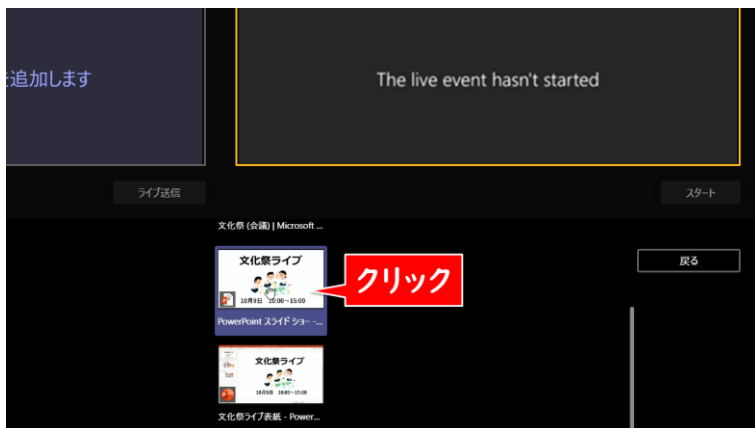 を追加します
The live event hasn't started
ライブ送信
スタート
文化祭 (会議) | Microsoft ...
戻る
文化祭ライブ
10月9日 10:00～15:00
PowerPoint スライド ショー - ...
クリック
文化祭ライブ
10月9日 10:00～15:00
文化祭ライブ表紙 - Power...